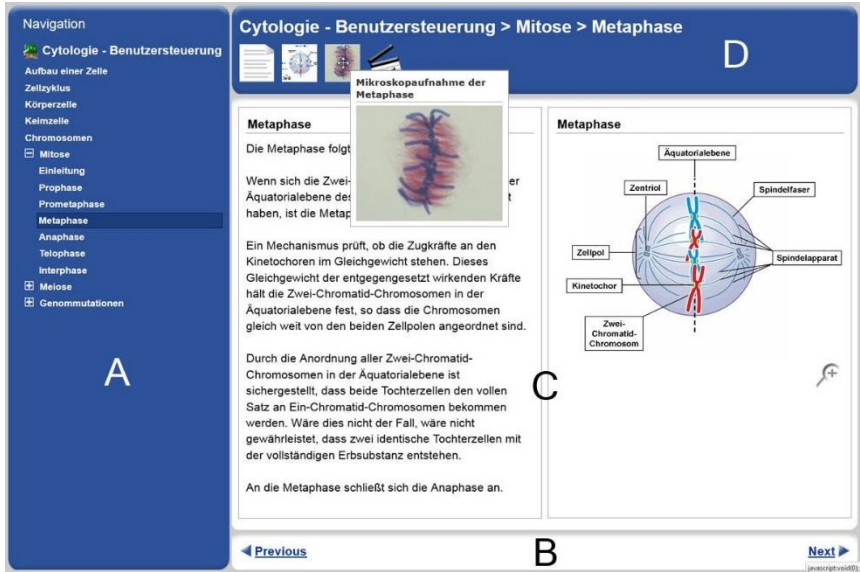 Navigation
Cytologie - Benutzersteuerung
Aufbau einer Zelle
Zellzyklus
Körperzelle
Keimzelle
Chromosomen
Mitose
Einleitung
Prophase
Prometaphase
Metaphase
Anaphase
Telophase
Interphase
Meiose
Genommutationen
A
Cytologie - Benutzersteuerung > Mitose > Metaphase
D
Mikroskopaufnahme der
Metaphase
Metaphase
Die Metaphase folgt
Wenn sich die Zwei- er
Äquatorialebene des t
haben, ist die Metap
Ein Mechanismus prüft, ob die Zugkräfte an den
Kinetochoren im Gleichgewicht stehen. Dieses
Gleichgewicht der entgegengesetzt wirkenden Kräfte
hält die Zwei-Chromatid-Chromosomen in der
Äquatorialebene fest, so dass die Chromosomen
gleich weit von den beiden Zellpolen angeordnet sind.
Durch die Anordnung aller Zwei-Chromatid-
Chromosomen in der Äquatorialebene ist
sichergestellt, dass beide Tochterzellen den vollen
Satz an Ein-Chromatid-Chromosomen bekommen
werden. Wäre dies nicht der Fall, wäre nicht
gewährleistet, dass zwei identische Tochterzellen mit
der vollständigen Erbsubstanz entstehen.
An die Metaphase schließt sich die Anaphase an.
C
Metaphase
Äquatorialebene
Zentriol
Spindelfaser
Zellpol
Spindelapparat
Kinetochor
Zwei-
Chromatid-
Chromosom
Previous
B
Next
javascript:void(0);